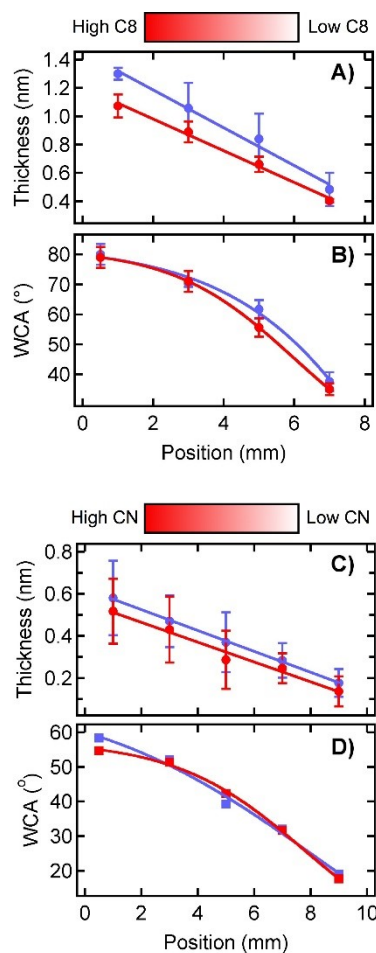 High C8 Low C8
A)
Thickness (nm)
1.4
1.2
1.0
0.8
0.6
0.4
B)
WCA (°)
80
70
60
50
40
0 2 4 6 8
Position (mm)
High CN Low CN
C)
Thickness (nm)
0.8
0.6
0.4
0.2
D)
WCA (°)
60
50
40
30
20
0 2 4 6 8 10
Position (mm)